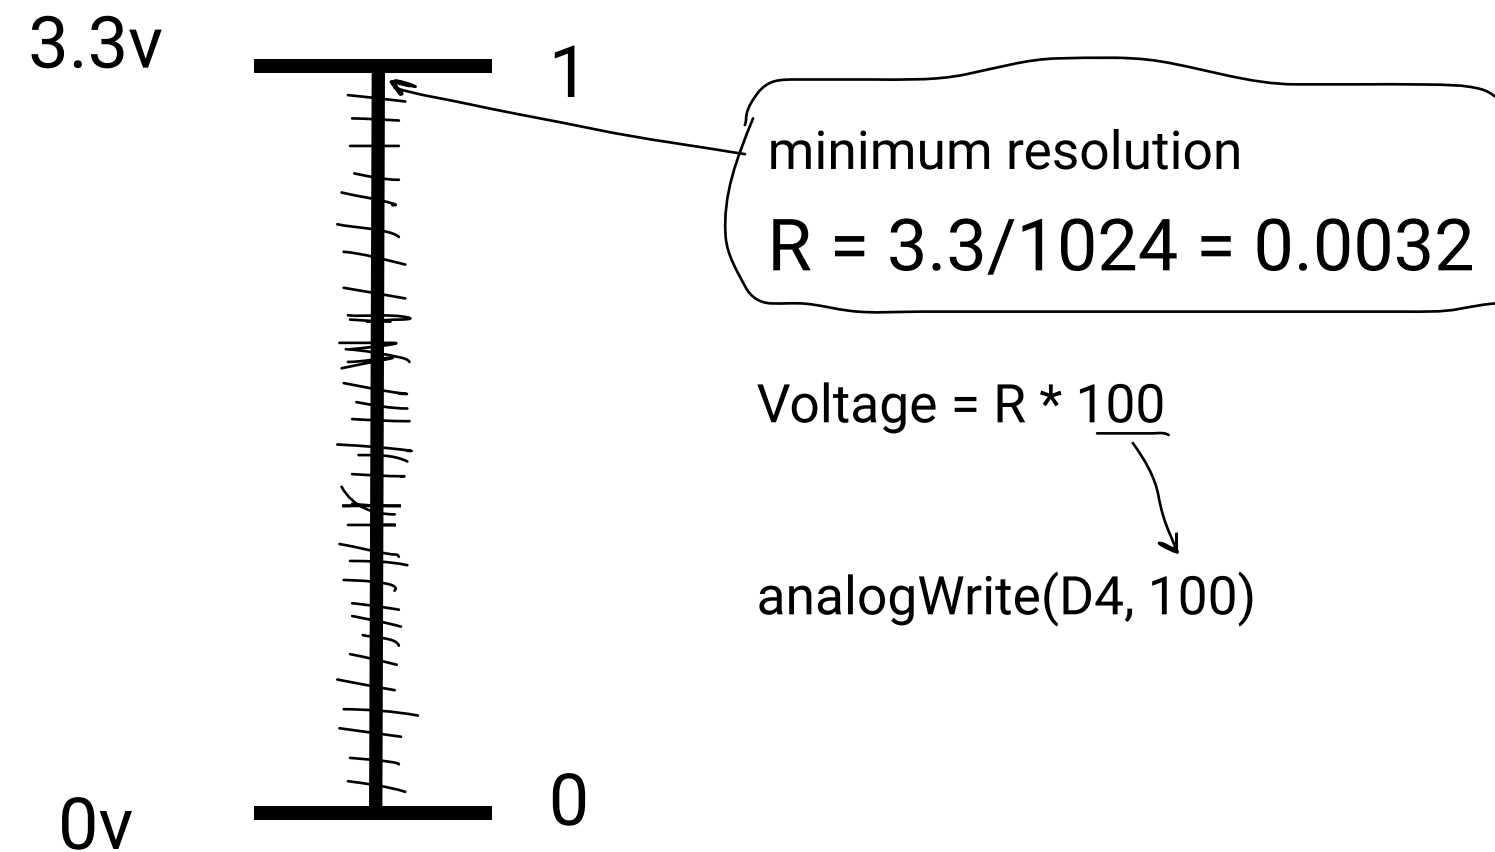 3.3v
1
minimum resolution
R = 3.3/1024 = 0.0032
Voltage = R * 100
analogWrite(D4, 100)
0
0v